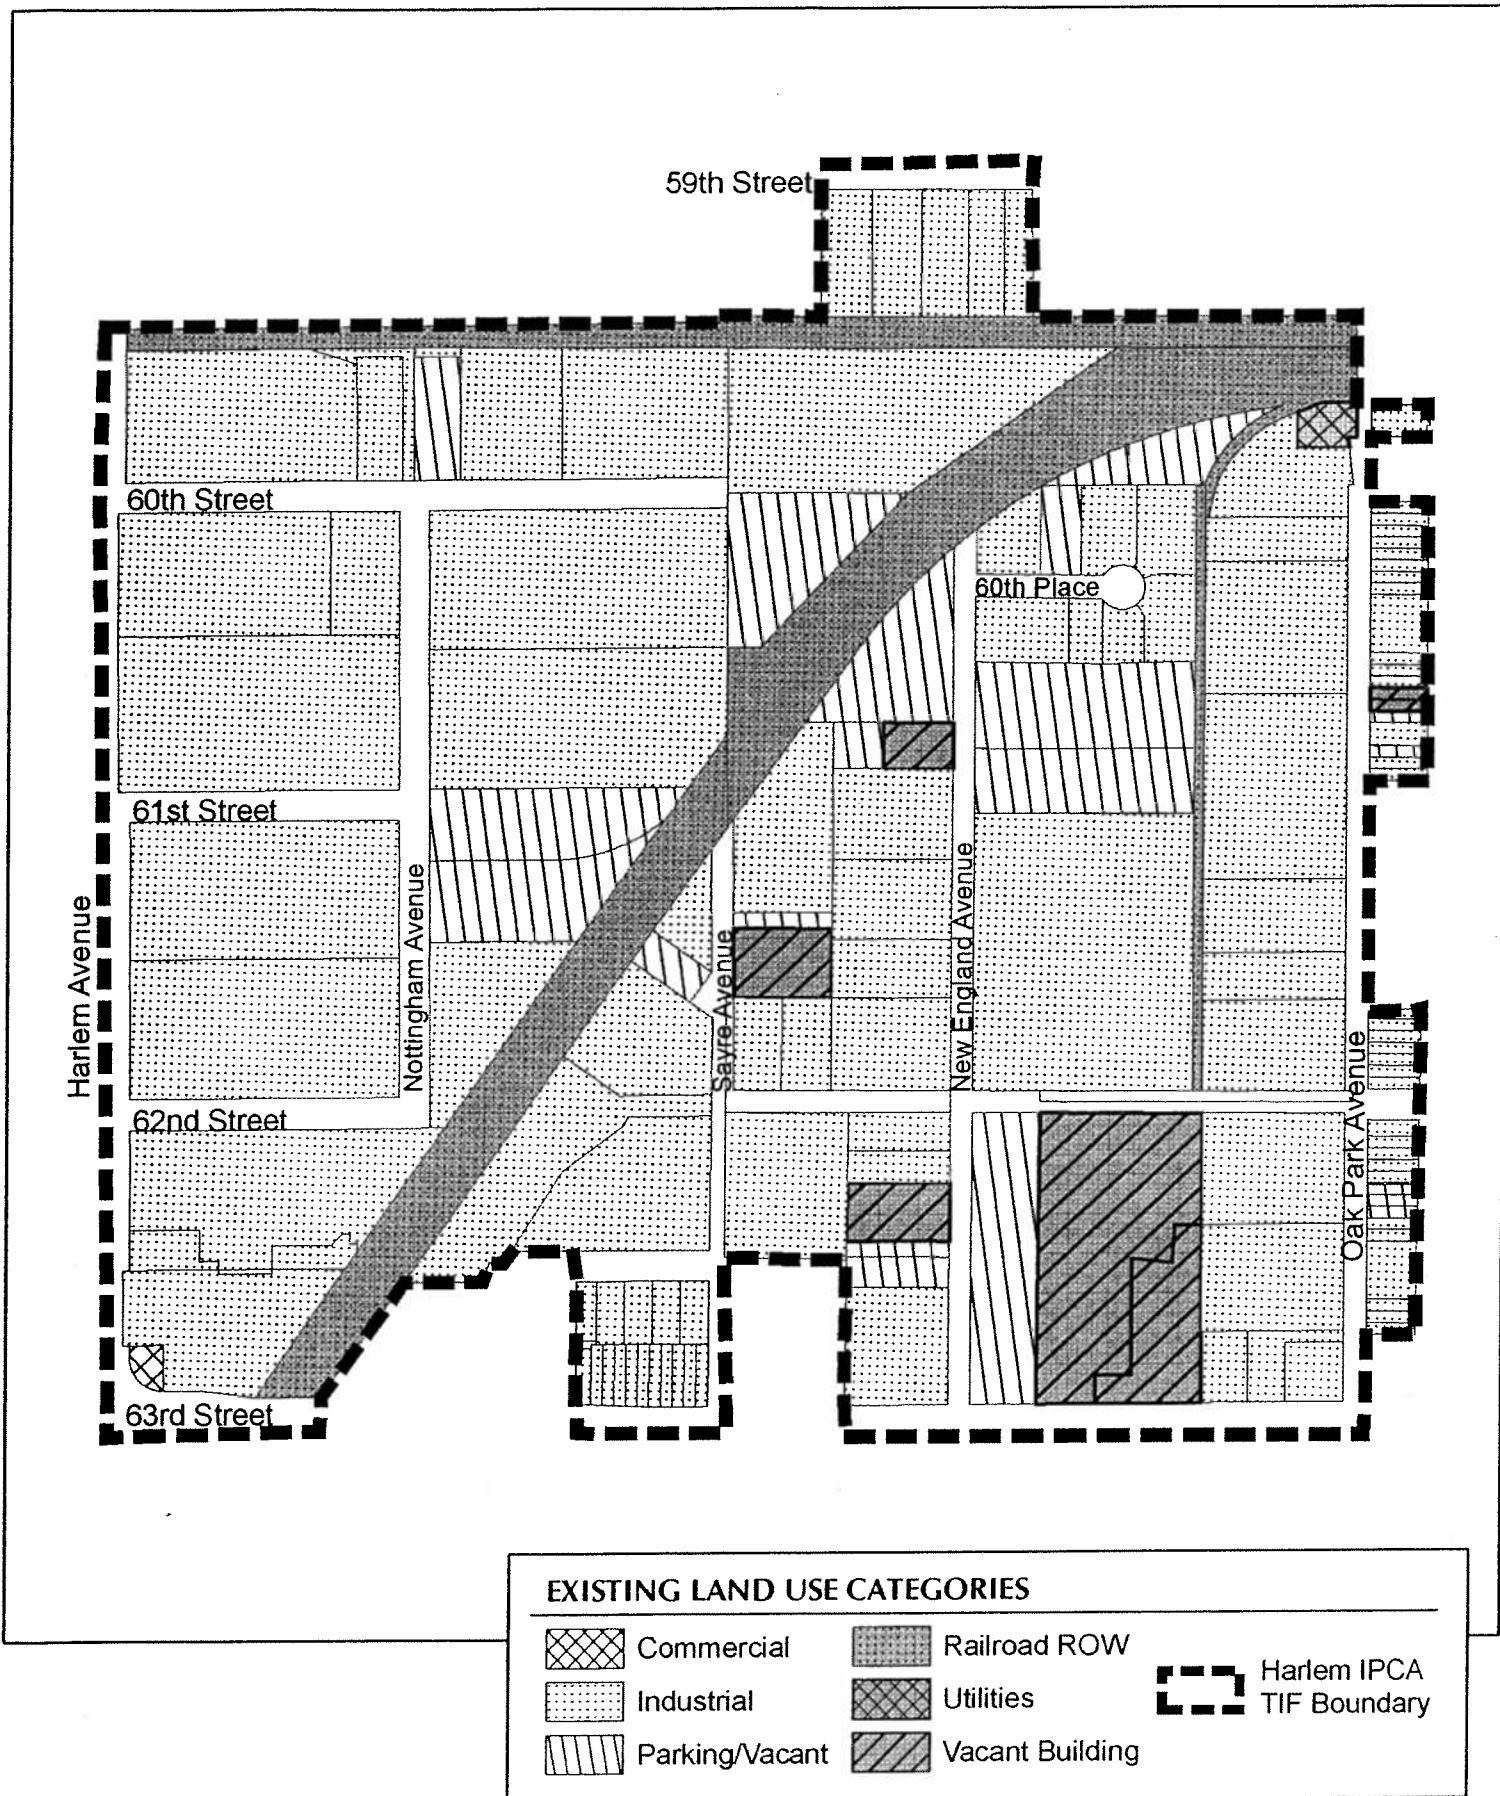 59th Street
60th Street
60th Place
61st Street
Harlem Avenue
Nottingham Avenue
Sayre Avenue
New England Avenue
Oak Park Avenue
62nd Street
63rd Street
EXISTING LAND USE CATEGORIES
Commercial
Railroad ROW
Industrial
Utilities
Parking/Vacant
Vacant Building
Harlem IPCA
TIF Boundary